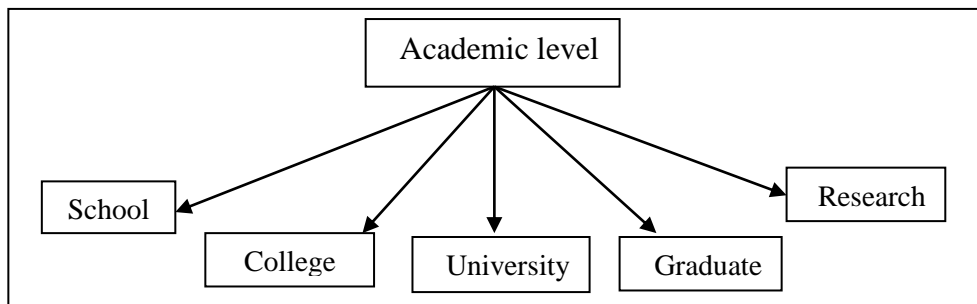 Academic level
School
Research
College
University
Graduate